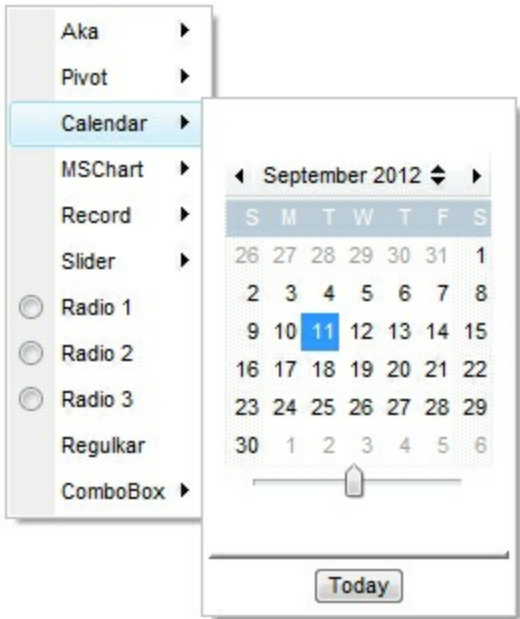 Aka
Pivot
Calendar
MSChart
Record
Slider
Radio 1
Radio 2
Radio 3
Regulkar
ComboBox
September 2012
S M T W T F S
26 27 28 29 30 31 1
2 3 4 5 6 7 8
9 10 11 12 13 14 15
16 17 18 19 20 21 22
23 24 25 26 27 28 29
30 1 2 3 4 5 6
Today